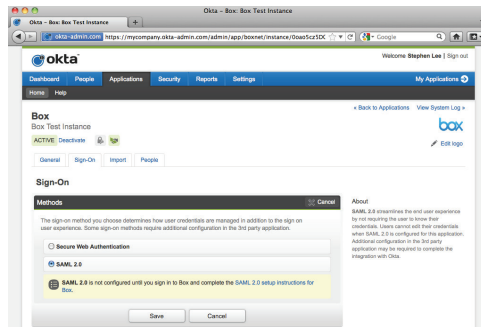 Okta – Box: Box Test Instance
Okta – Box: Box Test Instance
okta-admin.com https://mycompany.okta-admin.com/admin/app/boxnet/instance/0oao5cz5D Google
okta
Welcome Stephen Lee | Sign out
Dashboard People Applications Security Reports Settings My Applications
Home Help
« Back to Applications View System Log »
Box
Box Test Instance
box
ACTIVE Deactivate
Edit logo
General Sign-On Import People
Sign-On
Methods Cancel
About
The sign-on method you choose determines how user credentials are managed in addition to the sign on
user experience. Some sign-on methods require additional configuration in the 3rd party application.
SAML 2.0 streamlines the end user experience
by not requiring the user to know their
credentials. Users cannot edit their credentials
when SAML 2.0 is configured for this application.
Additional configuration in the 3rd party
application may be required to complete the
integration with Okta.
Secure Web Authentication
SAML 2.0
SAML 2.0 is not configured until you sign in to Box and complete the SAML 2.0 setup instructions for
Box.
Save Cancel